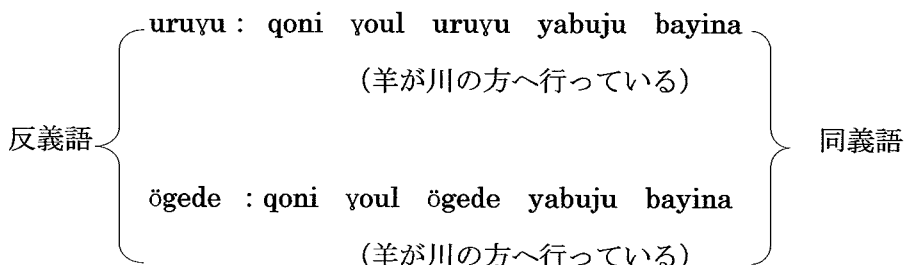 uruɣu : qoni ɣoul uruɣu yabuju bayina
(羊が川の方へ行っている)
反義語 同義語
ögede : qoni ɣoul ögede yabuju bayina
(羊が川の方へ行っている)